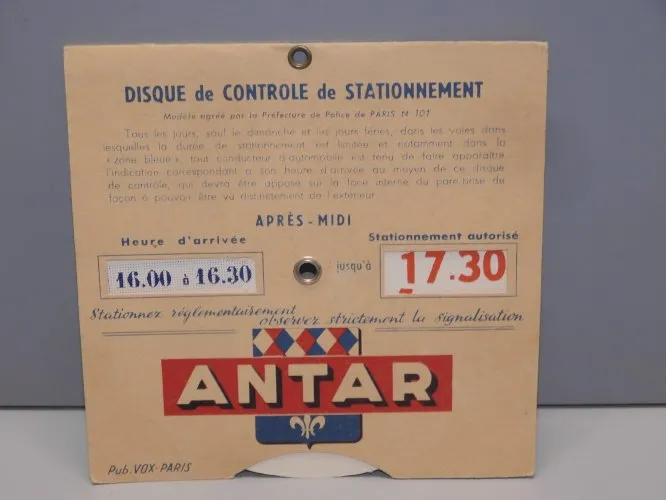 DISQUE de CONTROLE de STATIONNEMENT
Modèle agréé par la Préfecture de Police de PARIS N 101
Tous les jours, sauf le dimanche et les jours fériés, dans les voies dans
lesquelles la durée de stationnement est limitée et notamment dans la
« zone bleue », tout conducteur d'automobile est tenu de faire apparaître
l'indication correspondant à son heure d'arrivée au moyen de ce disque
de contrôle, qui devra être apposé sur la face interne du pare-brise de
façon à pouvoir être vu distinctement de l'extérieur
APRÈS-MIDI
Heure d'arrivée
Stationnement autorisé
16.00 à 16.30
jusqu'à
17.30
Stationnez réglementairement
observez strictement la signalisation
ANTAR
Pub. VOX-PARIS